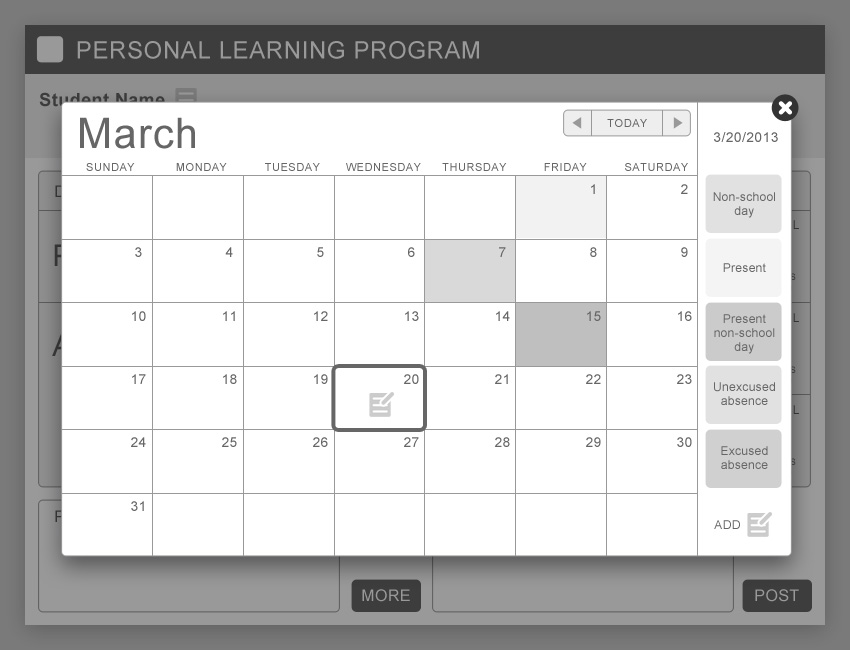 PERSONAL LEARNING PROGRAM
Student Name
March
TODAY
3/20/2013
SUNDAY MONDAY TUESDAY WEDNESDAY THURSDAY FRIDAY SATURDAY
1 2
3 4 5 6 7 8 9
10 11 12 13 14 15 16
17 18 19 20 21 22 23
24 25 26 27 28 29 30
31
Non-school
day
Present
Present
non-school
day
Unexcused
absence
Excused
absence
ADD
MORE
POST